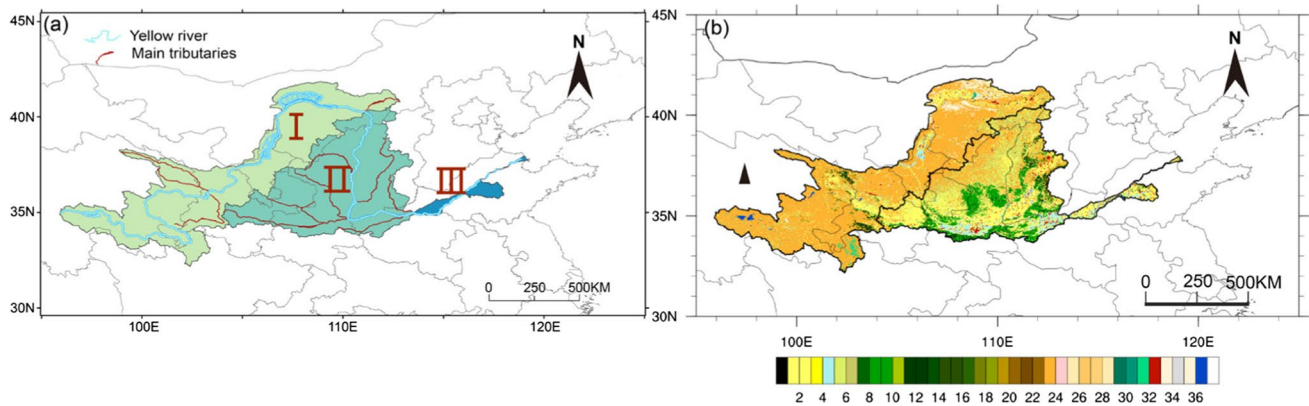 (a)
45N
40N
35N
30N
Yellow river
Main tributaries
N
I
II
III
0 250 500KM
100E 110E 120E
(b)
45N
40N
35N
30N
N
0 250 500KM
100E 110E 120E
2 4 6 8 10 12 14 16 18 20 22 24 26 28 30 32 34 36